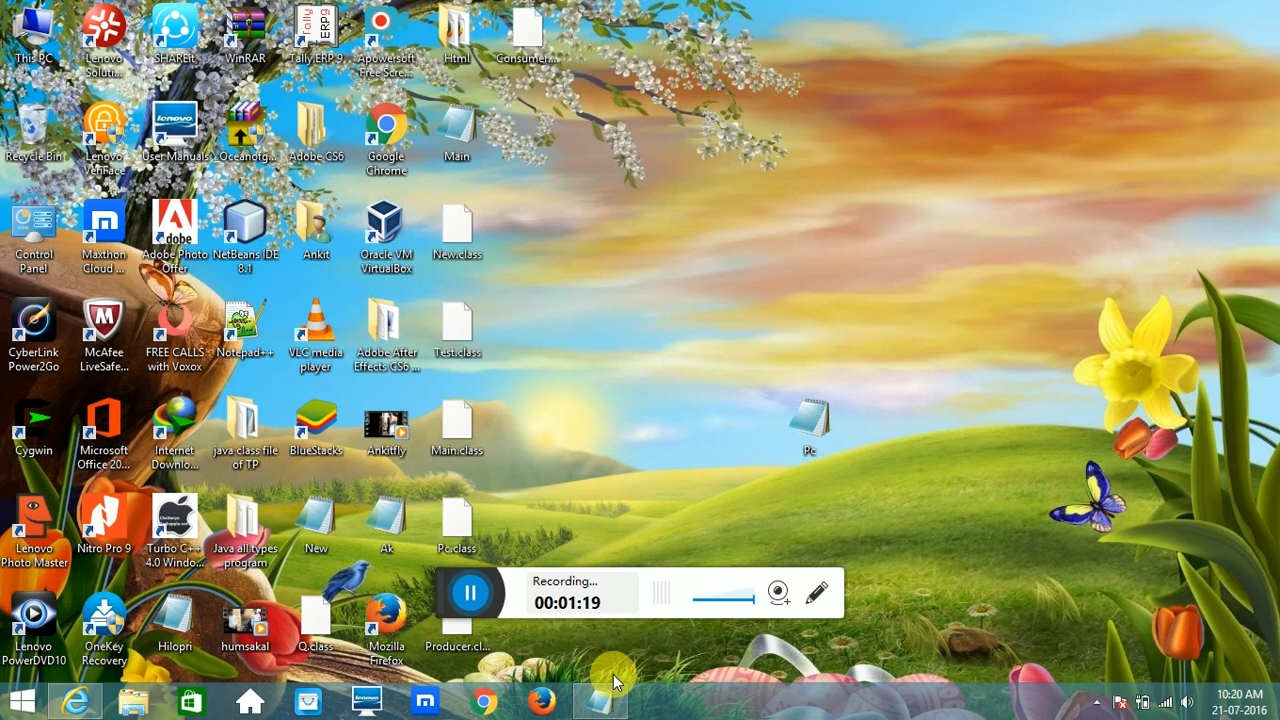 This PC
Lenovo
Soluti...
SHAREit
WinRAR
Tally
ERP9
Tally.ERP 9
Apowersoft
Free Scre...
Html
Consumer...
Recycle Bin
Lenovo
VeriFace
lenovo
User Manuals
Oceanofg...
Adobe CS6
Google
Chrome
Main
Control
Panel
Maxthon
Cloud ...
Adobe
Adobe Photo
Offer
NetBeans IDE
8.1
Ankit
Oracle VM
VirtualBox
New.class
CyberLink
Power2Go
McAfee
LiveSafe...
FREE CALLS
with Voxox
Notepad++
VLC media
player
Adobe After
Effects CS6 ...
Test.class
Cygwin
Microsoft
Office 20...
Internet
Downlo...
java class file
of TP
BlueStacks
Ankitfly
Main.class
Pc
Lenovo
Photo Master
Nitro Pro 9
Turbo C++
4.0 Windo...
Java all types
program
New
Ak
Pc.class
Recording...
00:01:19
Lenovo
PowerDVD10
OneKey
Recovery
Hilopri
humsakal
Q.class
Mozilla
Firefox
Producer.cl...
lenovo
10:20 AM
21-07-2016